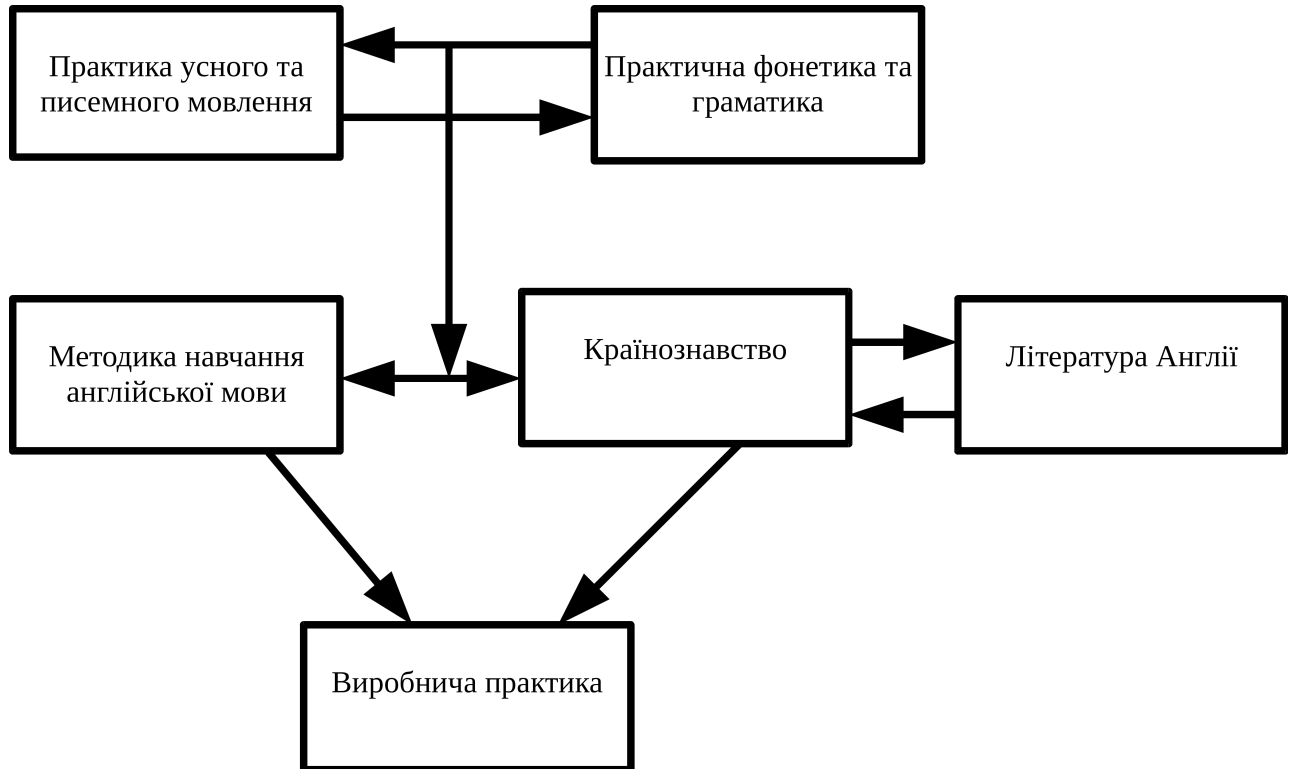 Практика усного та
писемного мовлення
Практична фонетика та
граматика
Методика навчання
англійської мови
Країнознавство
Література Англії
Виробнича практика